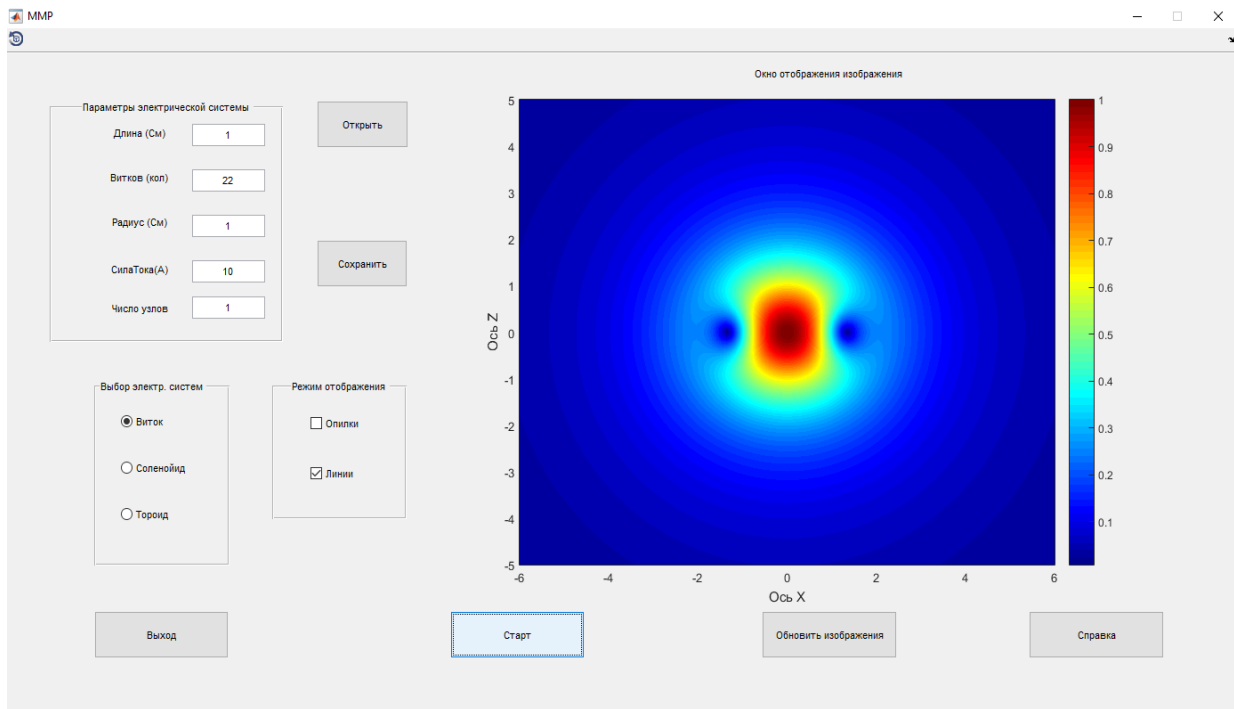 MMP
Параметры электрической системы
Длина (См)
1
Витков (кол)
22
Радиус (См)
1
СилаТока(А)
10
Число узлов
1
Открыть
Сохранить
Выбор электр. систем
Виток
Соленойид
Тороид
Режим отображения
Опилки
Линии
Окно отображения изображения
5
4
3
2
1
0
-1
-2
-3
-4
-5
Ось Z
-6 -4 -2 0 2 4 6
Ось X
1
0.9
0.8
0.7
0.6
0.5
0.4
0.3
0.2
0.1
Выход
Старт
Обновить изображения
Справка